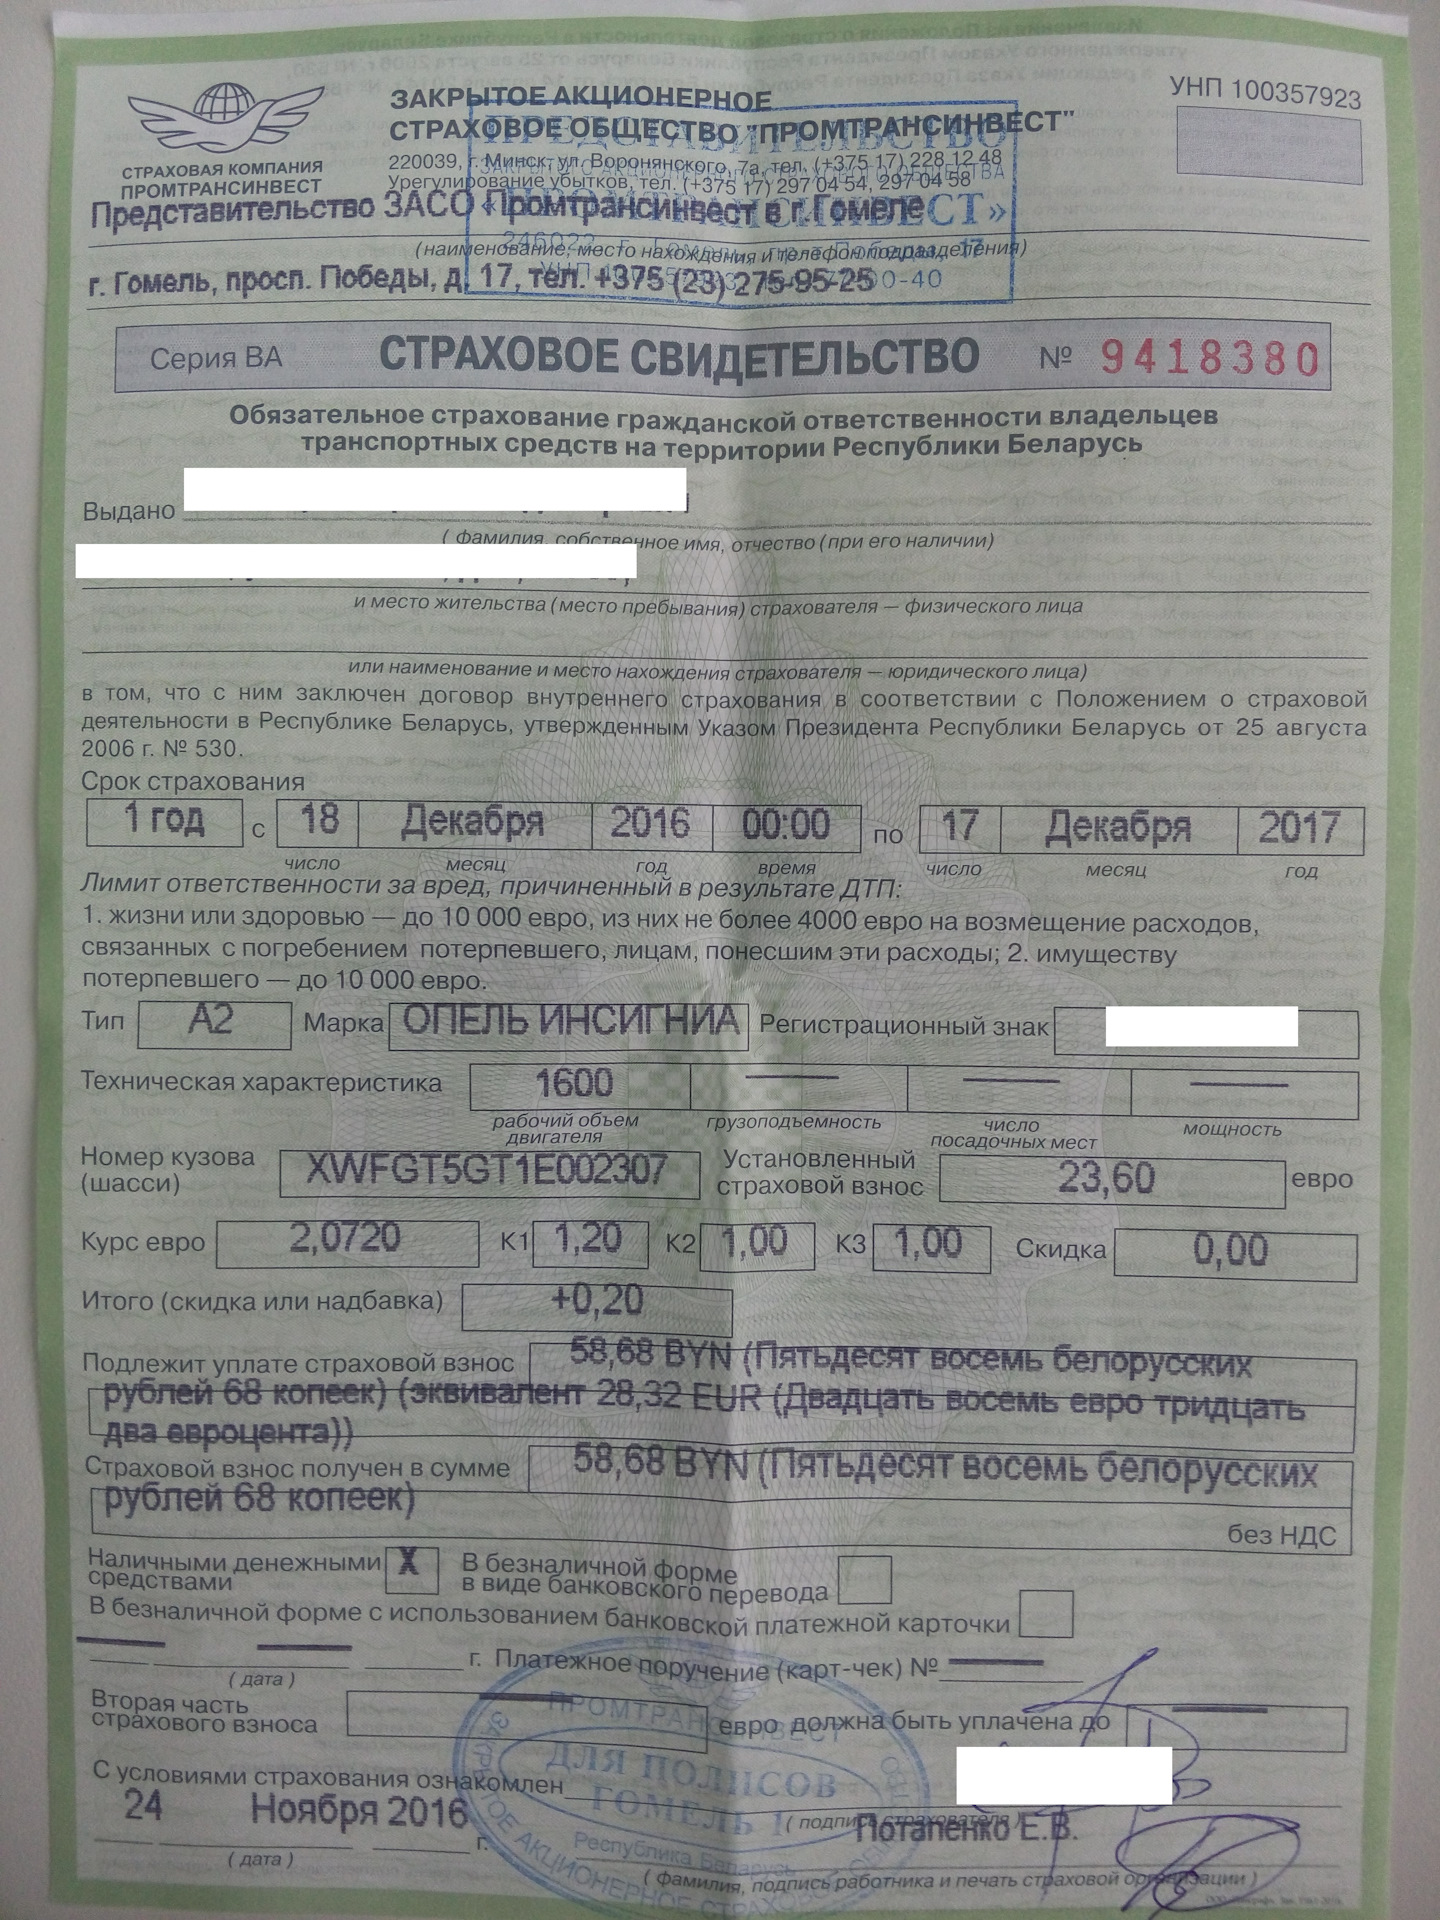 СТРАХОВАЯ КОМПАНИЯ
ПРОМТРАНСИНВЕСТ
ЗАКРЫТОЕ АКЦИОНЕРНОЕ
СТРАХОВОЕ ОБЩЕСТВО "ПРОМТРАНСИНВЕСТ"
УНП 100357923
220039, г. Минск, ул. Воронянского, 7а, тел. (+375 17) 228 12 48
Урегулирование убытков, тел. (+375 17) 297 04 54, 297 04 58
ПРЕДСТАВИТЕЛЬСТВО
Представительство ЗАСО Промтрансинвест в г. Гомеле
(наименование, место нахождения и телефон подразделения)
г. Гомель, просп. Победы, д. 17, тел. +375 (23) 275-95-25
Серия ВА СТРАХОВОЕ СВИДЕТЕЛЬСТВО № 9418380
Обязательное страхование гражданской ответственности владельцев
транспортных средств на территории Республики Беларусь
Выдано
( фамилия, собственное имя, отчество (при его наличии)
и место жительства (место пребывания) страхователя — физического лица
или наименование и место нахождения страхователя — юридического лица)
в том, что с ним заключен договор внутреннего страхования в соответствии с Положением о страховой
деятельности в Республике Беларусь, утвержденным Указом Президента Республики Беларусь от 25 августа
2006 г. № 530.
Срок страхования
1 год с 18 Декабря 2016 00:00 по 17 Декабря 2017
число месяц год время число месяц год
Лимит ответственности за вред, причиненный в результате ДТП:
1. жизни или здоровью — до 10 000 евро, из них не более 4000 евро на возмещение расходов,
связанных с погребением потерпевшего, лицам, понесшим эти расходы; 2. имуществу
потерпевшего — до 10 000 евро.
Тип А2 Марка ОПЕЛЬ ИНСИГНИА Регистрационный знак
Техническая характеристика 1600
рабочий объем двигателя грузоподъемность число посадочных мест мощность
Номер кузова (шасси) XWFGT5GT1E002307 Установленный страховой взнос 23,60 евро
Курс евро 2,0720 К1 1,20 К2 1,00 К3 1,00 Скидка 0,00
Итого (скидка или надбавка) +0,20
Подлежит уплате страховой взнос 58,68 BYN (Пятьдесят восемь белорусских
рублей 68 копеек) (эквивалент 28,32 EUR (Двадцать восемь евро тридцать
два евроцента))
Страховой взнос получен в сумме 58,68 BYN (Пятьдесят восемь белорусских
рублей 68 копеек)
без НДС
Наличными денежными средствами X В безналичной форме в виде банковского перевода
В безналичной форме с использованием банковской платежной карточки
г. Платежное поручение (карт-чек) №
( дата )
Вторая часть страхового взноса евро должна быть уплачена до
ПРОМТРАНСИНВЕСТ
ДЛЯ ПОЛИСОВ
ГОМЕЛЬ 1
Республика Беларусь
С условиями страхования ознакомлен
( подпись страхователя )
24 Ноября 2016 г. Потапенко Е.В.
( дата )
( фамилия, подпись работника и печать страховой организации )